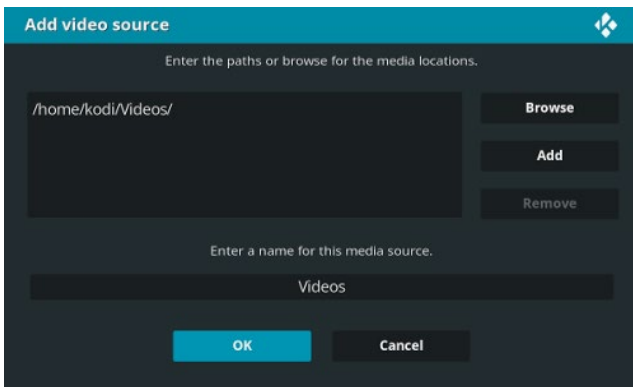 Add video source
Enter the paths or browse for the media locations.
/home/kodi/Videos/
Browse
Add
Remove
Enter a name for this media source.
Videos
OK
Cancel